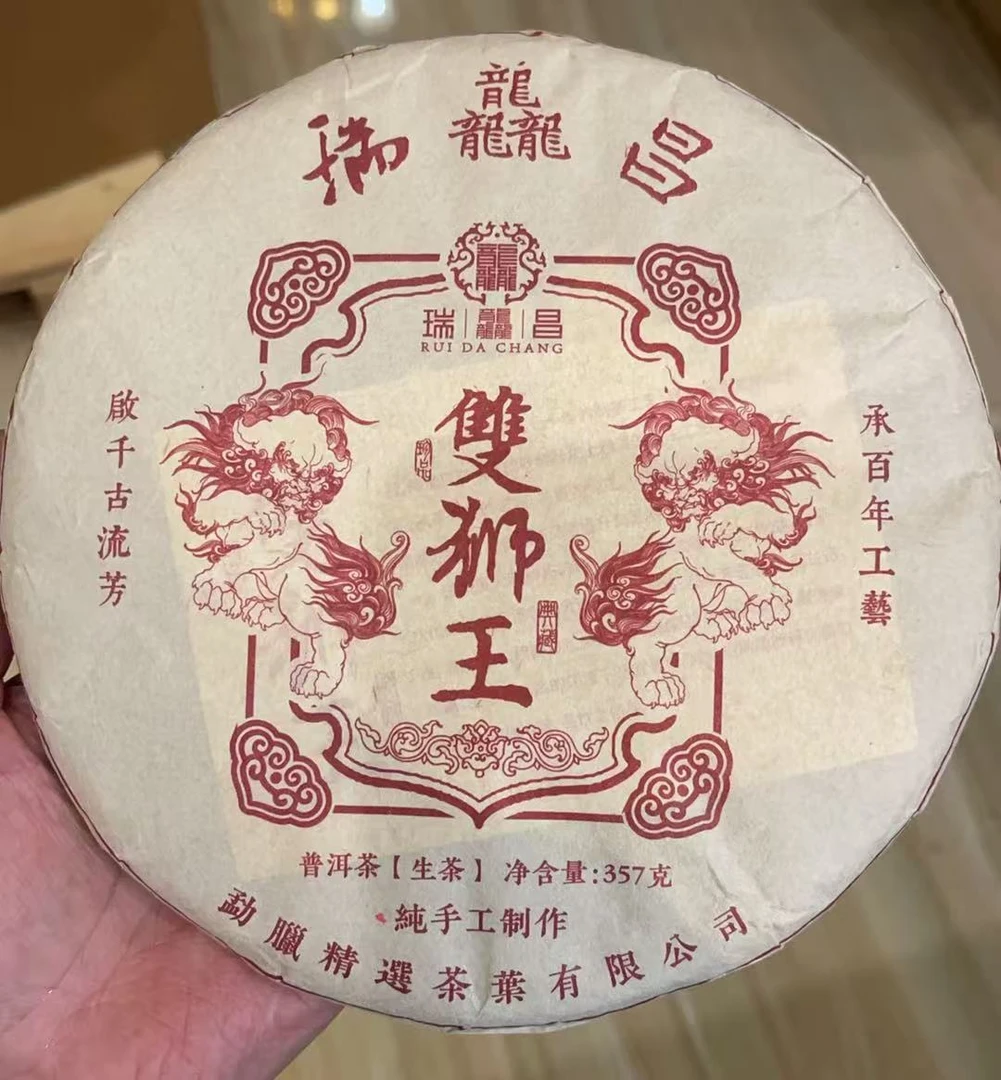 瑞龘昌
瑞龘昌
RUI DA CHANG
雙獅王
典藏
承百年工藝
啟千古流芳
普洱茶【生茶】 净含量:357克
純手工制作
勐臘精選茶葉有限公司